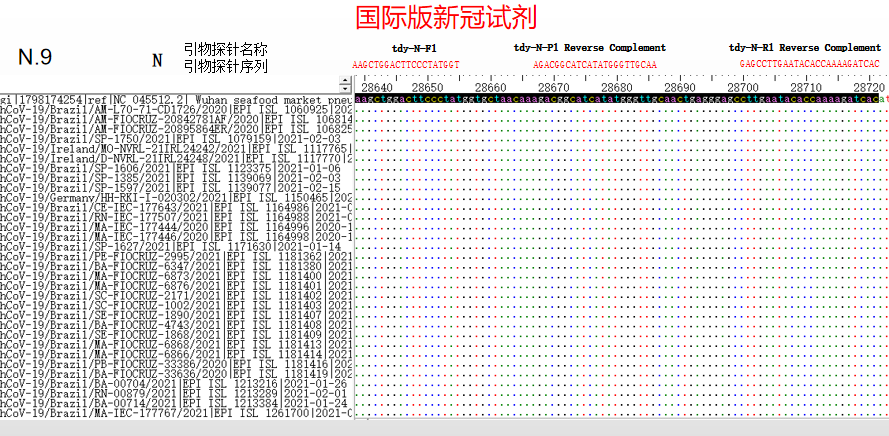 国际版新冠试剂
N.9
N
引物探针名称
引物探针序列
tdy-N-F1
tdy-N-P1 Reverse Complement
tdy-N-R1 Reverse Complement
AAGCTGGACTTCCCTATGGT
AGACGGCATCATATGGGTTGCAA
GAGCCTTGAATACACCAAAAGATCAC
28640 28650 28660 28670 28680 28690 28700 28710 28720
gi|1798174254|ref|NC_045512.2| Wuhan seafood market pneu
aagctggacttccctatggtgctaacaaagacggcatcatatgggttgcaactgagggagccttgaatacaccaaaagatcacat
hCoV-19/Brazil/AM-L70-71-CD1726/2020|EPI_ISL_1060925|202
hCoV-19/Brazil/AM-FIOCRUZ-20842781AF/2020|EPI_ISL_106814
hCoV-19/Brazil/AM-FIOCRUZ-20895864ER/2020|EPI_ISL_106825
hCoV-19/Brazil/SP-1750/2021|EPI_ISL_1079159|2021-02-03
hCoV-19/Ireland/MO-NVRL-21IRL24242/2021|EPI_ISL_1117765|
hCoV-19/Ireland/D-NVRL-21IRL24248/2021|EPI_ISL_1117770|2
hCoV-19/Brazil/SP-1606/2021|EPI_ISL_1123375|2021-01-06
hCoV-19/Brazil/SP-1385/2021|EPI_ISL_1139069|2021-02-03
hCoV-19/Brazil/SP-1597/2021|EPI_ISL_1139077|2021-02-15
hCoV-19/Germany/HH-RKI-I-020302/2021|EPI_ISL_1150465|202
hCoV-19/Brazil/CE-IEC-177643/2021|EPI_ISL_1164986|2021-0
hCoV-19/Brazil/RN-IEC-177507/2021|EPI_ISL_1164988|2021-0
hCoV-19/Brazil/MA-IEC-177444/2020|EPI_ISL_1164996|2020-1
hCoV-19/Brazil/MA-IEC-177446/2020|EPI_ISL_1164998|2020-1
hCoV-19/Brazil/SP-1627/2021|EPI_ISL_1171630|2021-01-14
hCoV-19/Brazil/PE-FIOCRUZ-2995/2021|EPI_ISL_1181362|2021
hCoV-19/Brazil/BA-FIOCRUZ-6347/2021|EPI_ISL_1181380|2021
hCoV-19/Brazil/MA-FIOCRUZ-6873/2021|EPI_ISL_1181400|2021
hCoV-19/Brazil/MA-FIOCRUZ-6876/2021|EPI_ISL_1181401|2021
hCoV-19/Brazil/SC-FIOCRUZ-2171/2021|EPI_ISL_1181402|2021
hCoV-19/Brazil/SC-FIOCRUZ-1002/2021|EPI_ISL_1181403|2021
hCoV-19/Brazil/SE-FIOCRUZ-1890/2021|EPI_ISL_1181407|2021
hCoV-19/Brazil/BA-FIOCRUZ-4743/2021|EPI_ISL_1181408|2021
hCoV-19/Brazil/SE-FIOCRUZ-1868/2021|EPI_ISL_1181409|2021
hCoV-19/Brazil/MA-FIOCRUZ-6868/2021|EPI_ISL_1181413|2021
hCoV-19/Brazil/MA-FIOCRUZ-6866/2021|EPI_ISL_1181414|2021
hCoV-19/Brazil/PB-FIOCRUZ-33386/2020|EPI_ISL_1181416|202
hCoV-19/Brazil/BA-FIOCRUZ-33636/2020|EPI_ISL_1181419|202
hCoV-19/Brazil/BA-00704/2021|EPI_ISL_1213216|2021-01-26
hCoV-19/Brazil/RN-00879/2021|EPI_ISL_1213289|2021-02-01
hCoV-19/Brazil/BA-00714/2021|EPI_ISL_1213384|2021-01-24
hCoV-19/Brazil/MA-IEC-177767/2021|EPI_ISL_1261700|2021-0